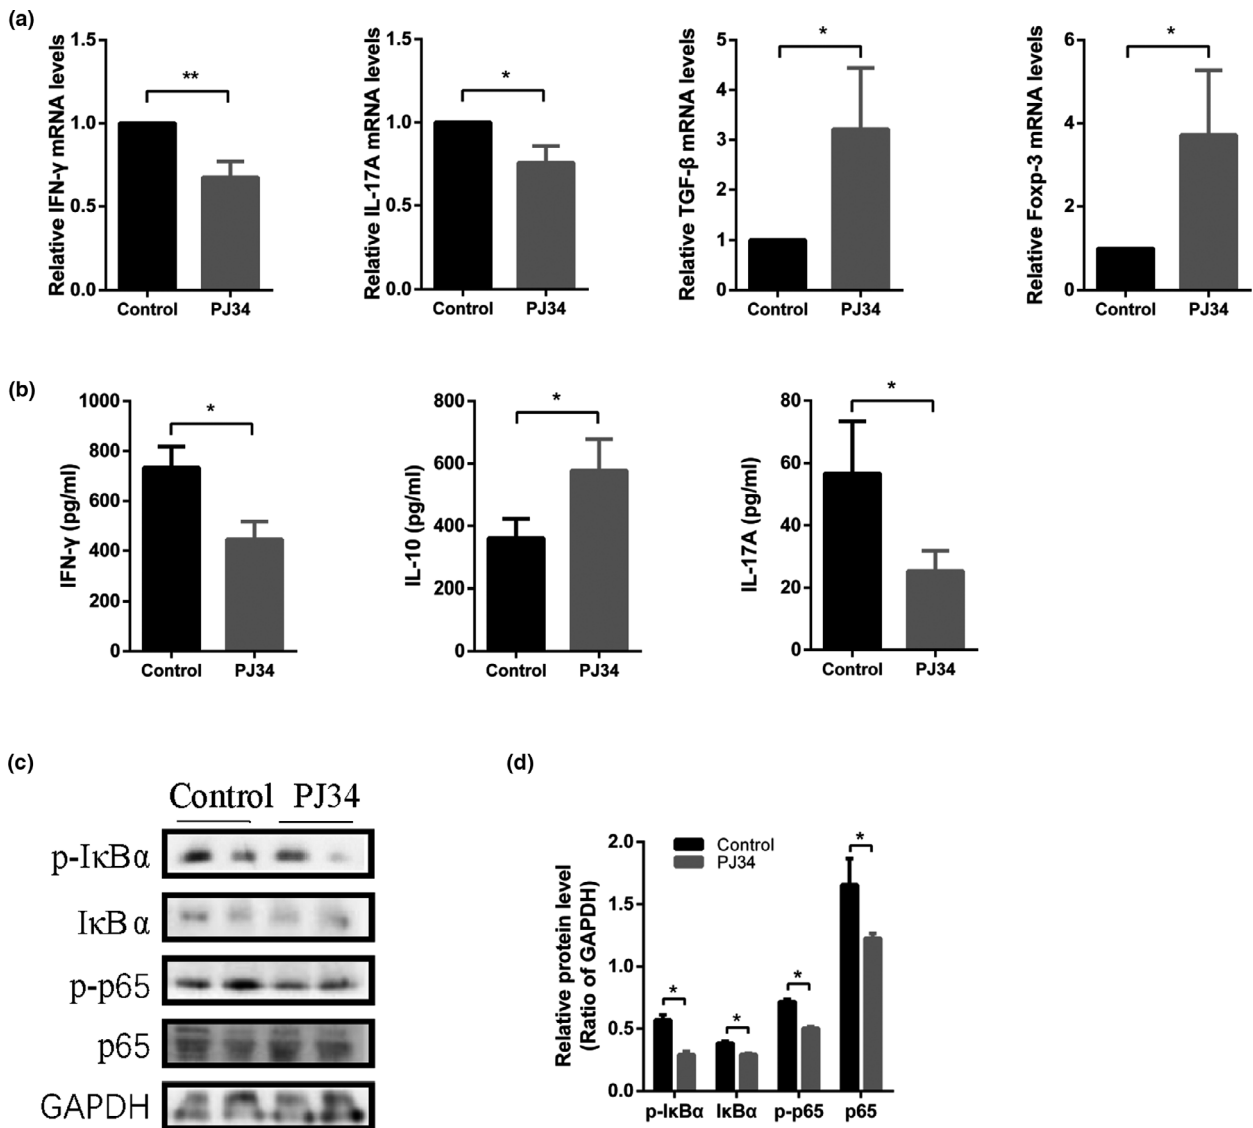 (a)
Relative IFN-γ mRNA levels
1.5
1.0
0.5
0.0
**
Control PJ34
Relative IL-17A mRNA levels
1.5
1.0
0.5
0.0
*
Control PJ34
Relative TGF-β mRNA levels
5
4
3
2
1
0
*
Control PJ34
Relative Foxp-3 mRNA levels
6
4
2
0
*
Control PJ34
(b)
IFN-γ (pg/ml)
1000
800
600
400
200
0
*
Control PJ34
IL-10 (pg/ml)
800
600
400
200
0
*
Control PJ34
IL-17A (pg/ml)
80
60
40
20
0
*
Control PJ34
(c)
Control PJ34
p-IκBα
IκBα
p-p65
p65
GAPDH
(d)
Relative protein level
(Ratio of GAPDH)
2.0
1.5
1.0
0.5
0.0
Control
PJ34
*
*
*
*
p-IκBα IκBα p-p65 p65